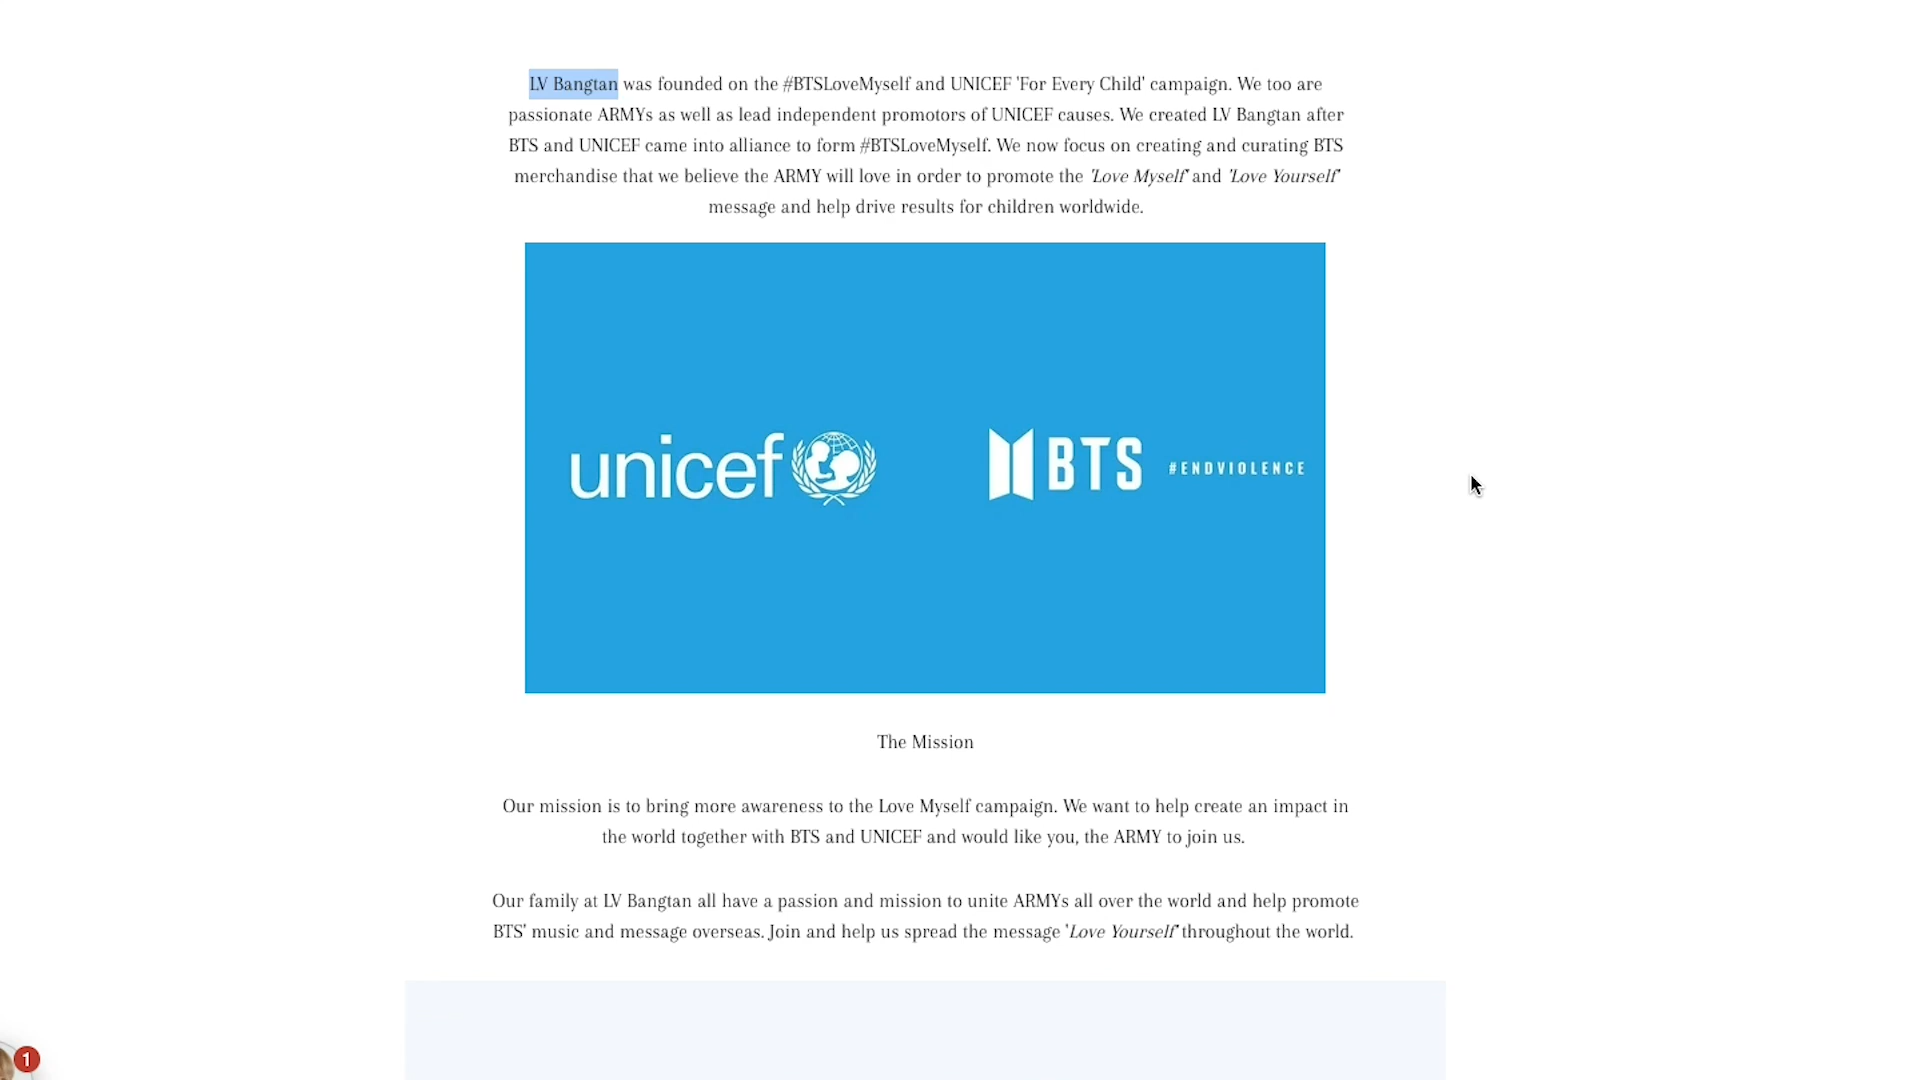 LV Bangtan was founded on the #BTSLoveMyself and UNICEF 'For Every Child' campaign. We too are
passionate ARMYs as well as lead independent promotors of UNICEF causes. We created LV Bangtan after
BTS and UNICEF came into alliance to form #BTSLoveMyself. We now focus on creating and curating BTS
merchandise that we believe the ARMY will love in order to promote the 'Love Myself' and 'Love Yourself'
message and help drive results for children worldwide.
unicef BTS #ENDVIOLENCE
The Mission
Our mission is to bring more awareness to the Love Myself campaign. We want to help create an impact in
the world together with BTS and UNICEF and would like you, the ARMY to join us.
Our family at LV Bangtan all have a passion and mission to unite ARMYs all over the world and help promote
BTS' music and message overseas. Join and help us spread the message 'Love Yourself' throughout the world.
1